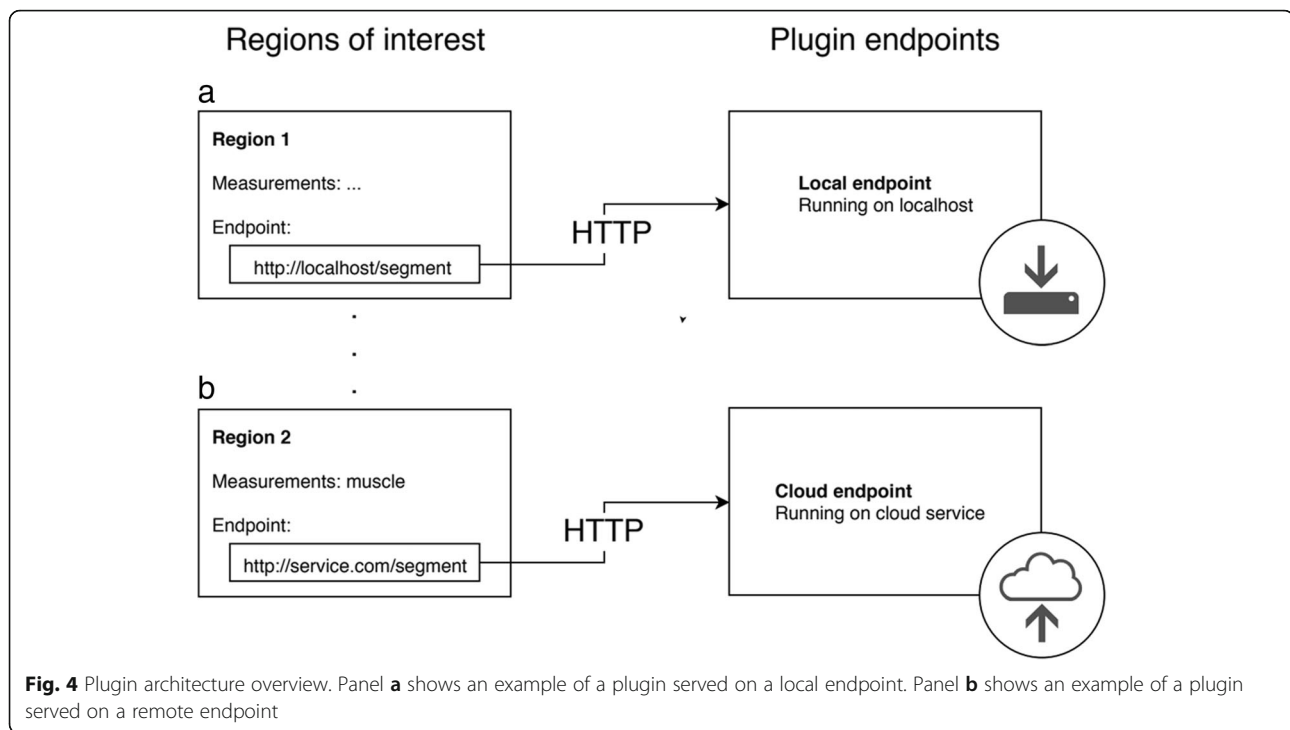 Regions of interest
Plugin endpoints
a
Region 1
Measurements: ...
Endpoint:
http://localhost/segment
HTTP
Local endpoint
Running on localhost
b
Region 2
Measurements: muscle
Endpoint:
http://service.com/segment
HTTP
Cloud endpoint
Running on cloud service
Fig. 4 Plugin architecture overview. Panel a shows an example of a plugin served on a local endpoint. Panel b shows an example of a plugin
served on a remote endpoint